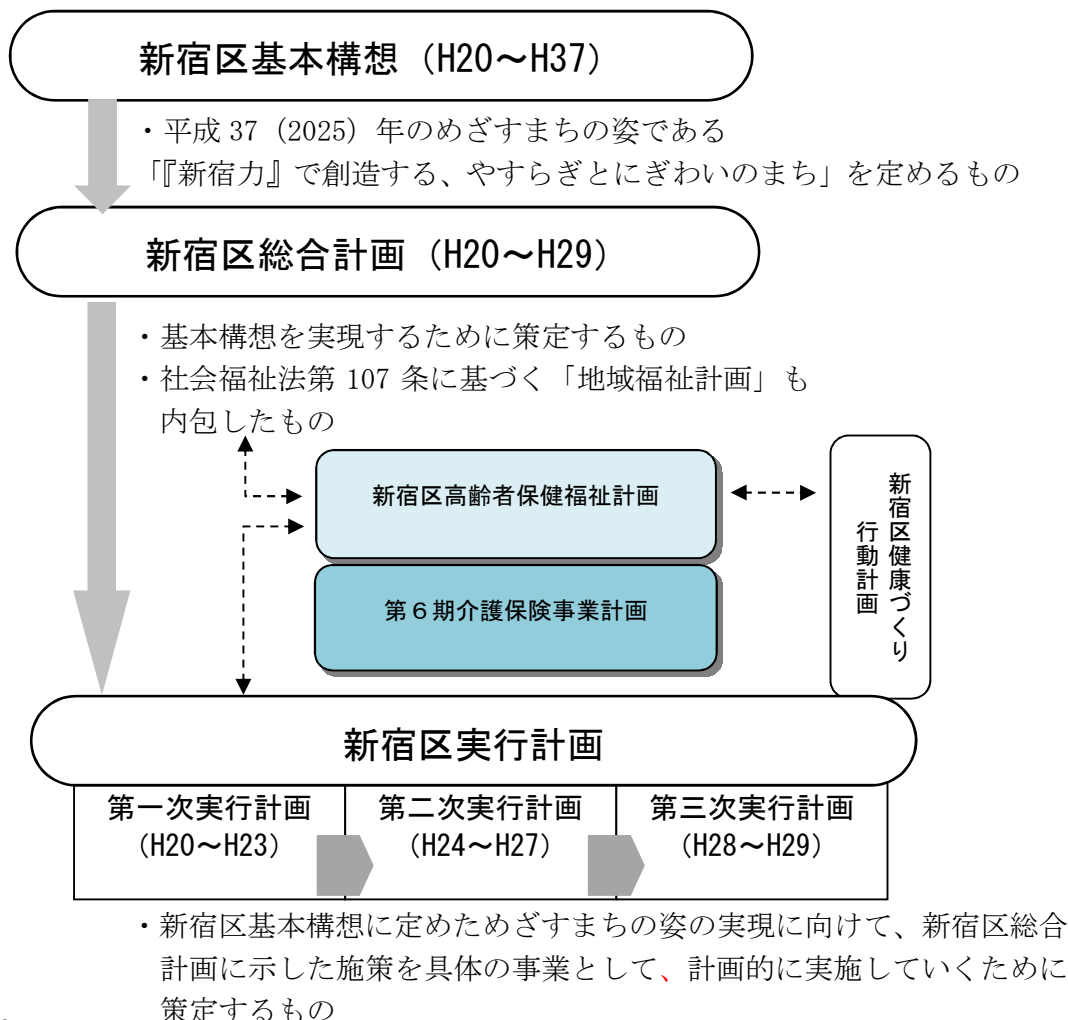 新宿区基本構想（H20～H37）
・平成 37（2025）年のめざすまちの姿である
「『新宿力』で創造する、やすらぎとにぎわいのまち」を定めるもの
新宿区総合計画（H20～H29）
・基本構想を実現するために策定するもの
・社会福祉法第 107 条に基づく「地域福祉計画」も
内包したもの
新宿区高齢者保健福祉計画
第６期介護保険事業計画
新宿区健康づくり
行動計画
新宿区実行計画
第一次実行計画
（H20～H23）
第二次実行計画
（H24～H27）
第三次実行計画
（H28～H29）
・新宿区基本構想に定めためざすまちの姿の実現に向けて、新宿区総合
計画に示した施策を具体の事業として、計画的に実施していくために
策定するもの